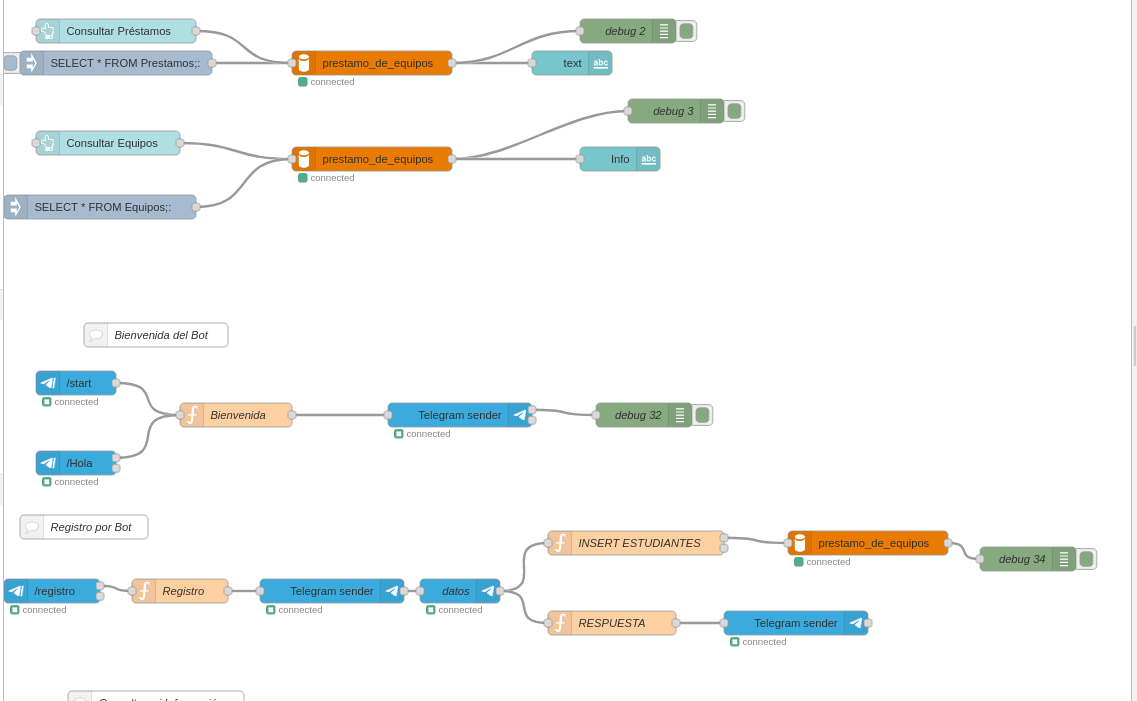 Consultar Préstamos
debug 2
SELECT * FROM Prestamos;:
prestamo_de_equipos
text
abc
connected
debug 3
Consultar Equipos
prestamo_de_equipos
Info
abc
connected
SELECT * FROM Equipos;:
Bienvenida del Bot
/start
connected
Bienvenida
Telegram sender
debug 32
connected
/Hola
connected
Registro por Bot
INSERT ESTUDIANTES
prestamo_de_equipos
debug 34
connected
/registro
Registro
Telegram sender
datos
connected
connected
connected
RESPUESTA
Telegram sender
connected